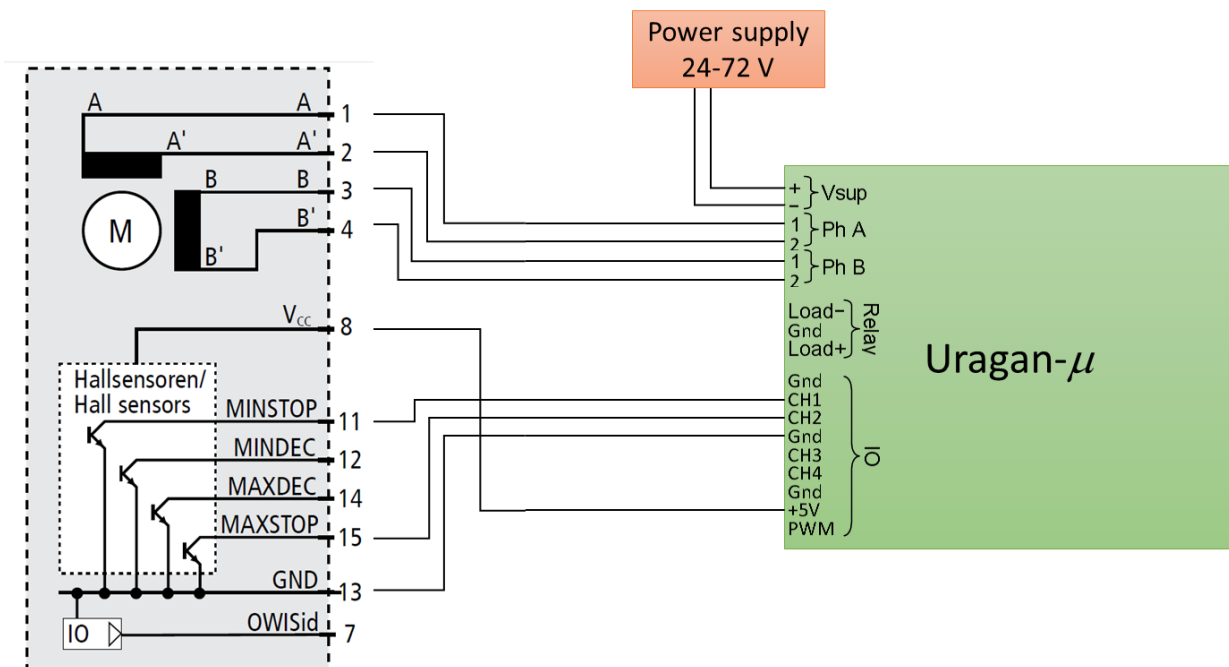 Power supply
24-72 V
A A 1
A' A' 2
B B 3
B' 4
B'
M
V_CC 8
Hallsensoren/
Hall sensors
MINSTOP 11
MINDEC 12
MAXDEC 14
MAXSTOP 15
GND 13
IO OWISid 7
+ Vsup
−
1 Ph A
2
1 Ph B
2
Load−
Gnd
Load+
Relay
Gnd
CH1
CH2
Gnd
CH3
CH4
Gnd
+5V
PWM
IO
Uragan-μ